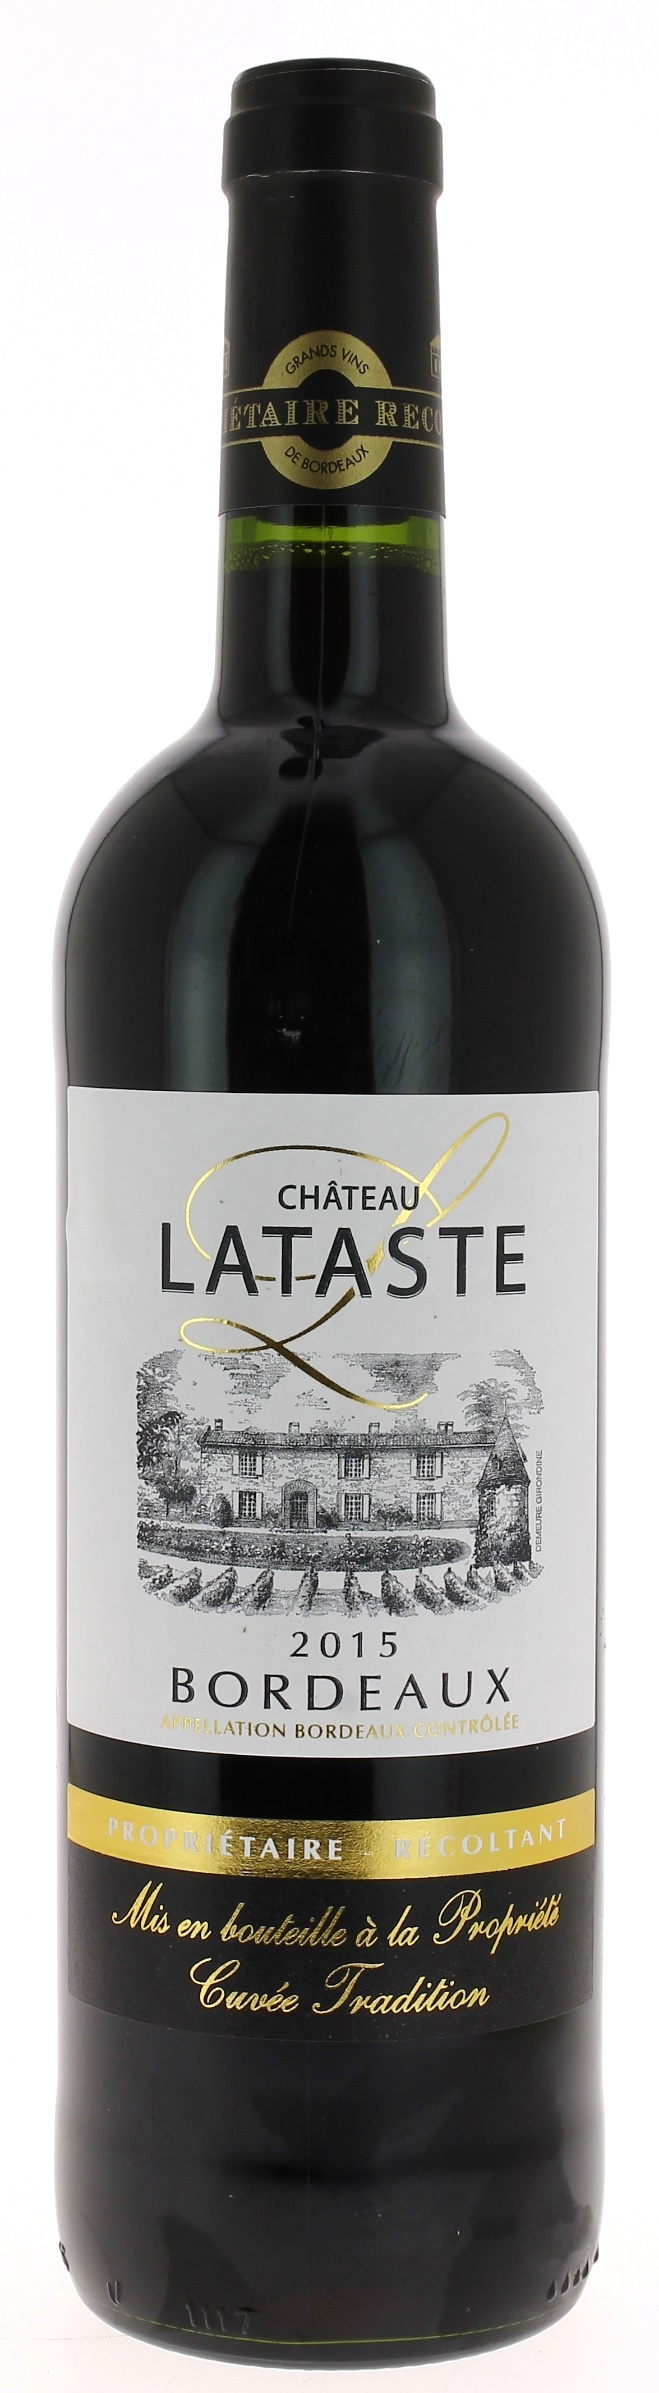 GRANDS VINS
IÉTAIRE RECO
DE BORDEAUX
CHÂTEAU
LATASTE
DEMEURE GIRONDINE
2015
BORDEAUX
APPELLATION BORDEAUX CONTRÔLÉE
PROPRIÉTAIRE - RÉCOLTANT
Mis en bouteille à la Propriété
Cuvée Tradition
1117